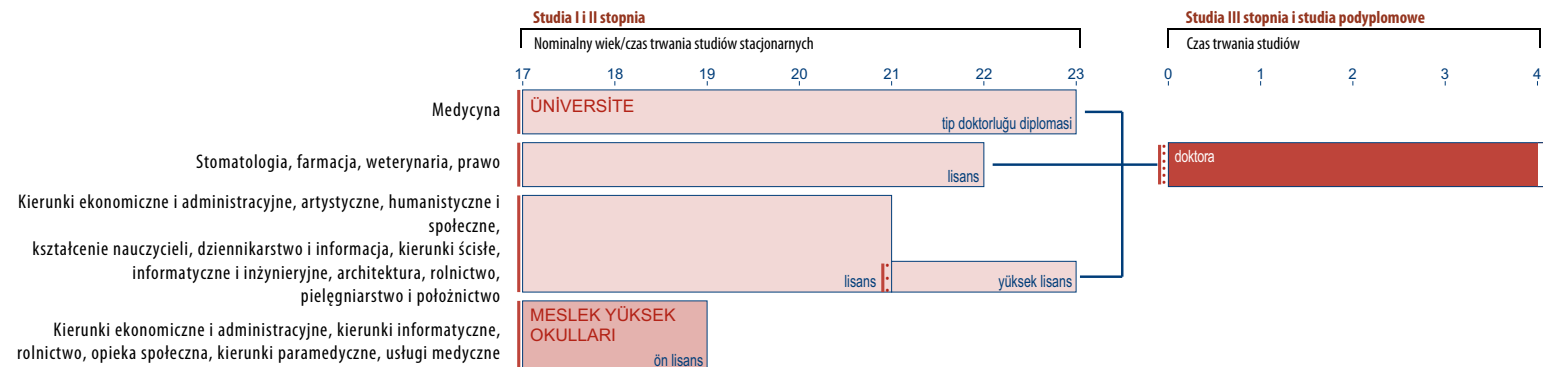 Studia I i II stopnia
Studia III stopnia i studia podyplomowe
Nominalny wiek/czas trwania studiów stacjonarnych
Czas trwania studiów
17 18 19 20 21 22 23
0 1 2 3 4
Medycyna
ÜNİVERSİTE
tip doktorluğu diplomasi
Stomatologia, farmacja, weterynaria, prawo
lisans
doktora
Kierunki ekonomiczne i administracyjne, artystyczne, humanistyczne i
społeczne,
kształcenie nauczycieli, dziennikarstwo i informacja, kierunki ścisłe,
informatyczne i inżynieryjne, architektura, rolnictwo,
pielęgniarstwo i położnictwo
lisans
yüksek lisans
Kierunki ekonomiczne i administracyjne, kierunki informatyczne,
rolnictwo, opieka społeczna, kierunki paramedyczne, usługi medyczne
MESLEK YÜKSEK
OKULLARI
ön lisans